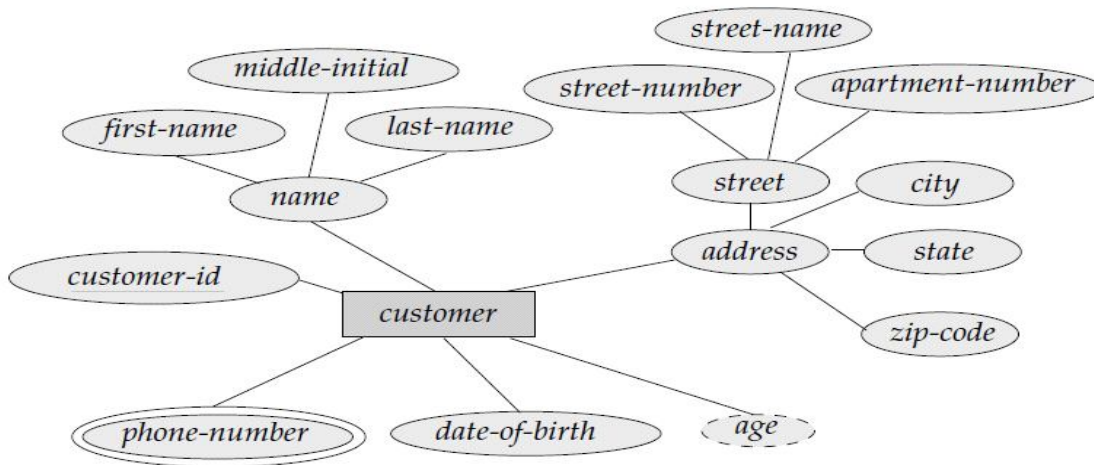 street-name
middle-initial
street-number
apartment-number
first-name
last-name
name
street
city
address
state
customer-id
customer
zip-code
phone-number
date-of-birth
age